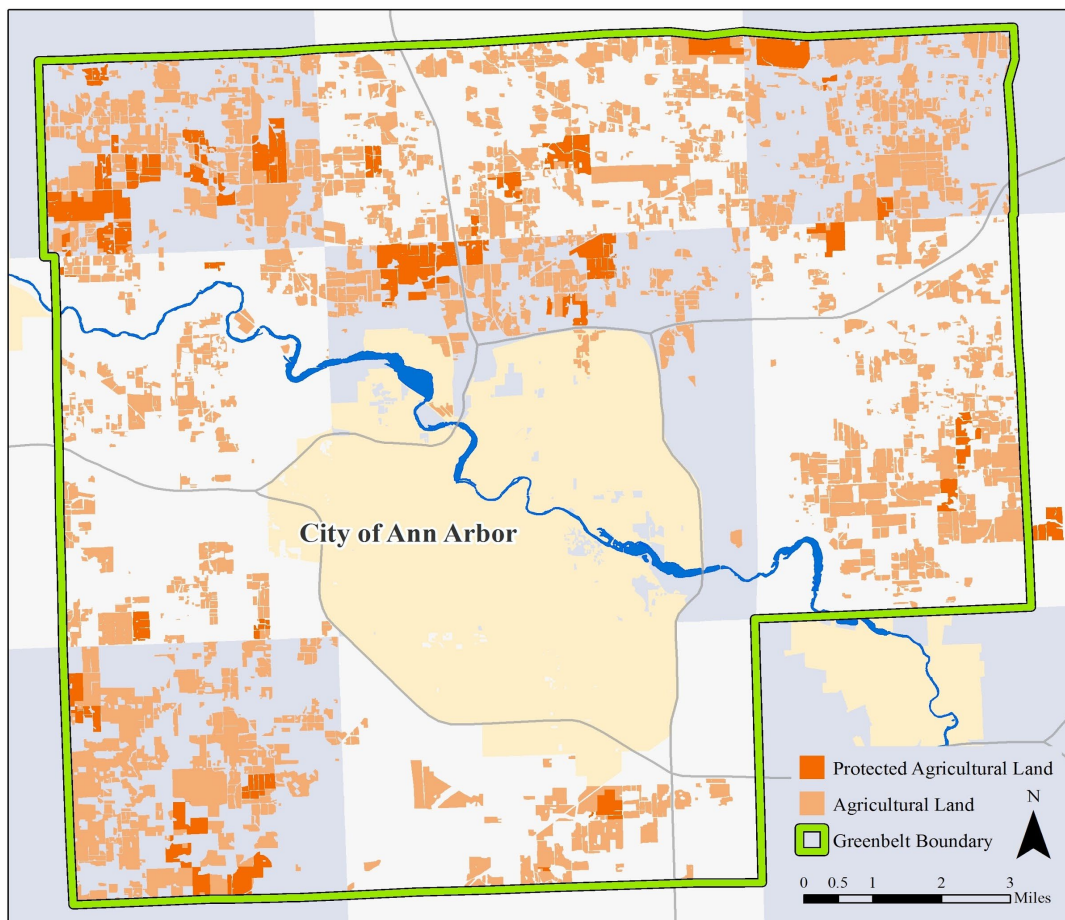 City of Ann Arbor
Protected Agricultural Land
Agricultural Land
Greenbelt Boundary
N
0 0.5 1 2 3
Miles